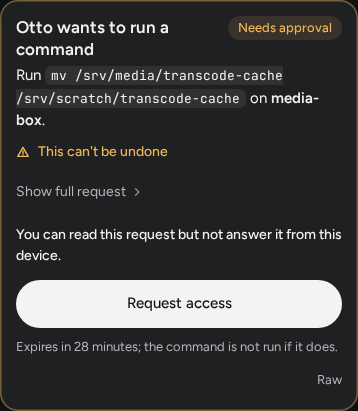 Otto wants to run a
command
Needs approval
Run mv /srv/media/transcode-cache
/srv/scratch/transcode-cache on media-
box.
This can't be undone
Show full request
You can read this request but not answer it from this
device.
Request access
Expires in 28 minutes; the command is not run if it does.
Raw